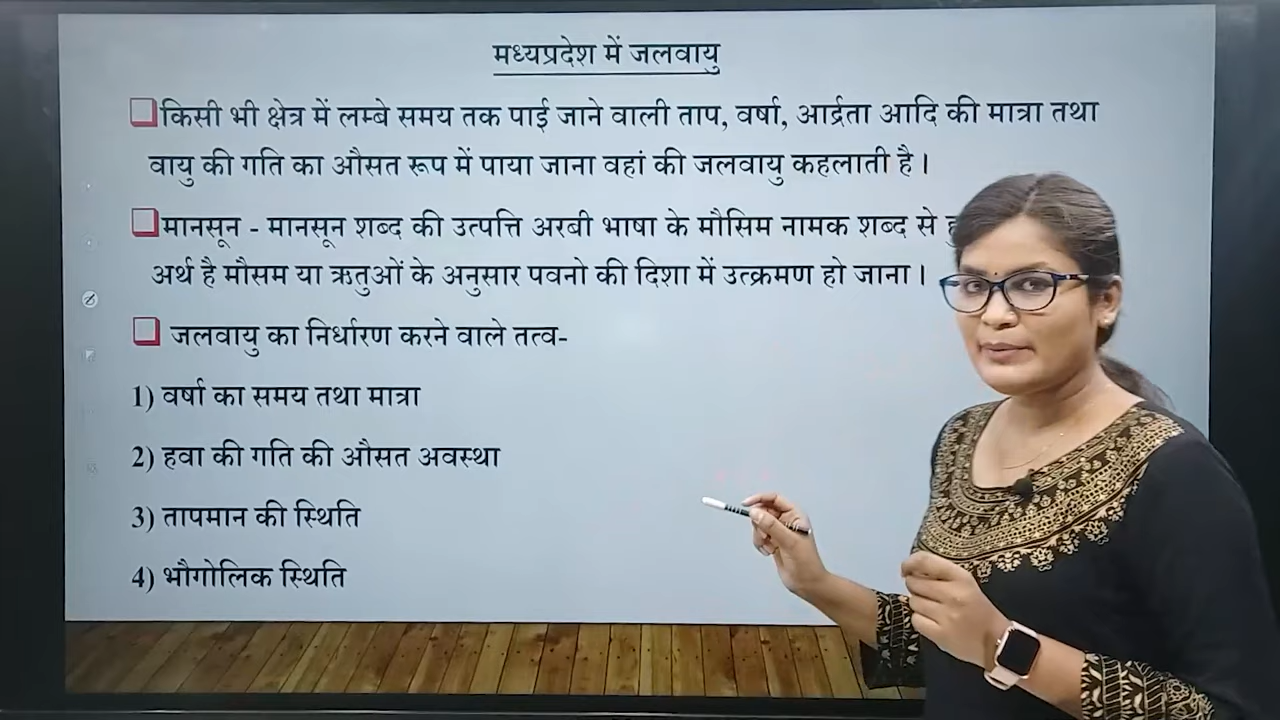 मध्यप्रदेश में जलवायु
किसी भी क्षेत्र में लम्बे समय तक पाई जाने वाली ताप, वर्षा, आर्द्रता आदि की मात्रा तथा
वायु की गति का औसत रूप में पाया जाना वहां की जलवायु कहलाती है।
मानसून - मानसून शब्द की उत्पत्ति अरबी भाषा के मौसिम नामक शब्द से
अर्थ है मौसम या ऋतुओं के अनुसार पवनो की दिशा में उत्क्रमण हो जाना।
जलवायु का निर्धारण करने वाले तत्व-
1) वर्षा का समय तथा मात्रा
2) हवा की गति की औसत अवस्था
3) तापमान की स्थिति
4) भौगोलिक स्थिति